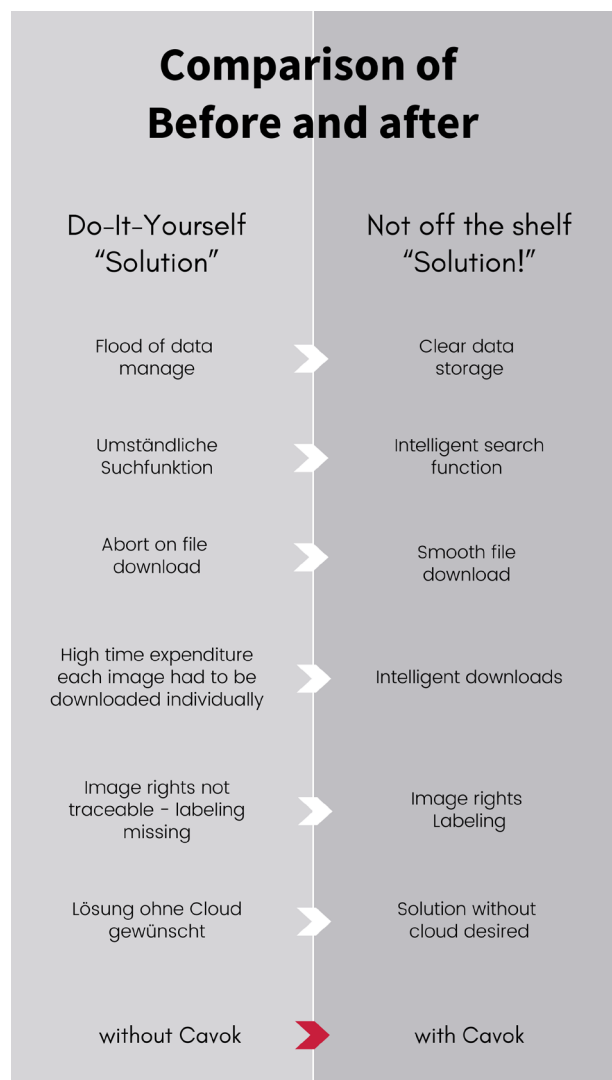 Comparison of
Before and after
Do-It-Yourself
“Solution”
Not off the shelf
“Solution!”
Flood of data
manage
Clear data
storage
Umständliche
Suchfunktion
Intelligent search
function
Abort on file
download
Smooth file
download
High time expenditure
each image had to be
downloaded individually
Intelligent downloads
Image rights not
traceable - labeling
missing
Image rights
Labeling
Lösung ohne Cloud
gewünscht
Solution without
cloud desired
without Cavok
with Cavok